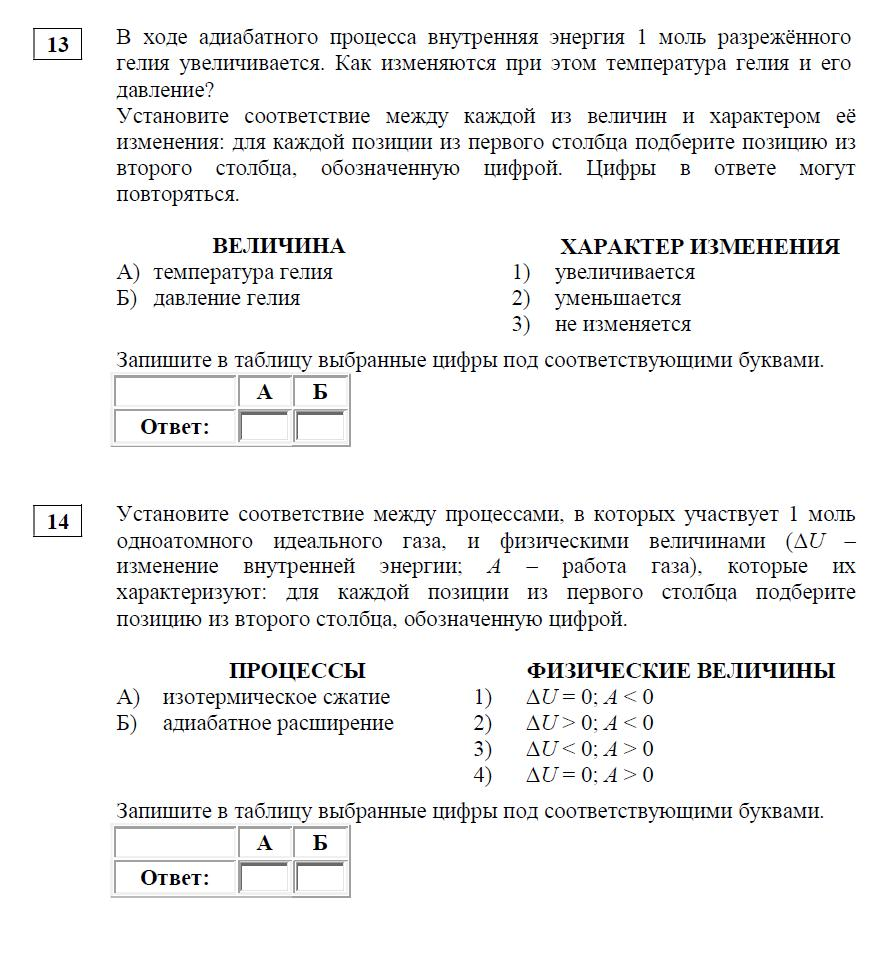 13
В ходе адиабатного процесса внутренняя энергия 1 моль разрежённого
гелия увеличивается. Как изменяются при этом температура гелия и его
давление?
Установите соответствие между каждой из величин и характером её
изменения: для каждой позиции из первого столбца подберите позицию из
второго столбца, обозначенную цифрой. Цифры в ответе могут
повторяться.
ВЕЛИЧИНА ХАРАКТЕР ИЗМЕНЕНИЯ
А) температура гелия 1) увеличивается
Б) давление гелия 2) уменьшается
3) не изменяется
Запишите в таблицу выбранные цифры под соответствующими буквами.
А Б
Ответ:
14
Установите соответствие между процессами, в которых участвует 1 моль
одноатомного идеального газа, и физическими величинами (ΔU –
изменение внутренней энергии; A – работа газа), которые их
характеризуют: для каждой позиции из первого столбца подберите
позицию из второго столбца, обозначенную цифрой.
ПРОЦЕССЫ ФИЗИЧЕСКИЕ ВЕЛИЧИНЫ
А) изотермическое сжатие 1) ΔU = 0; A < 0
Б) адиабатное расширение 2) ΔU > 0; A < 0
3) ΔU < 0; A > 0
4) ΔU = 0; A > 0
Запишите в таблицу выбранные цифры под соответствующими буквами.
А Б
Ответ: